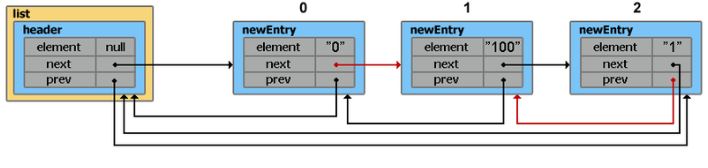 list
0
1
2
header
newEntry
newEntry
newEntry
element null
element "0"
element "100"
element "1"
next
next
next
next
prev
prev
prev
prev